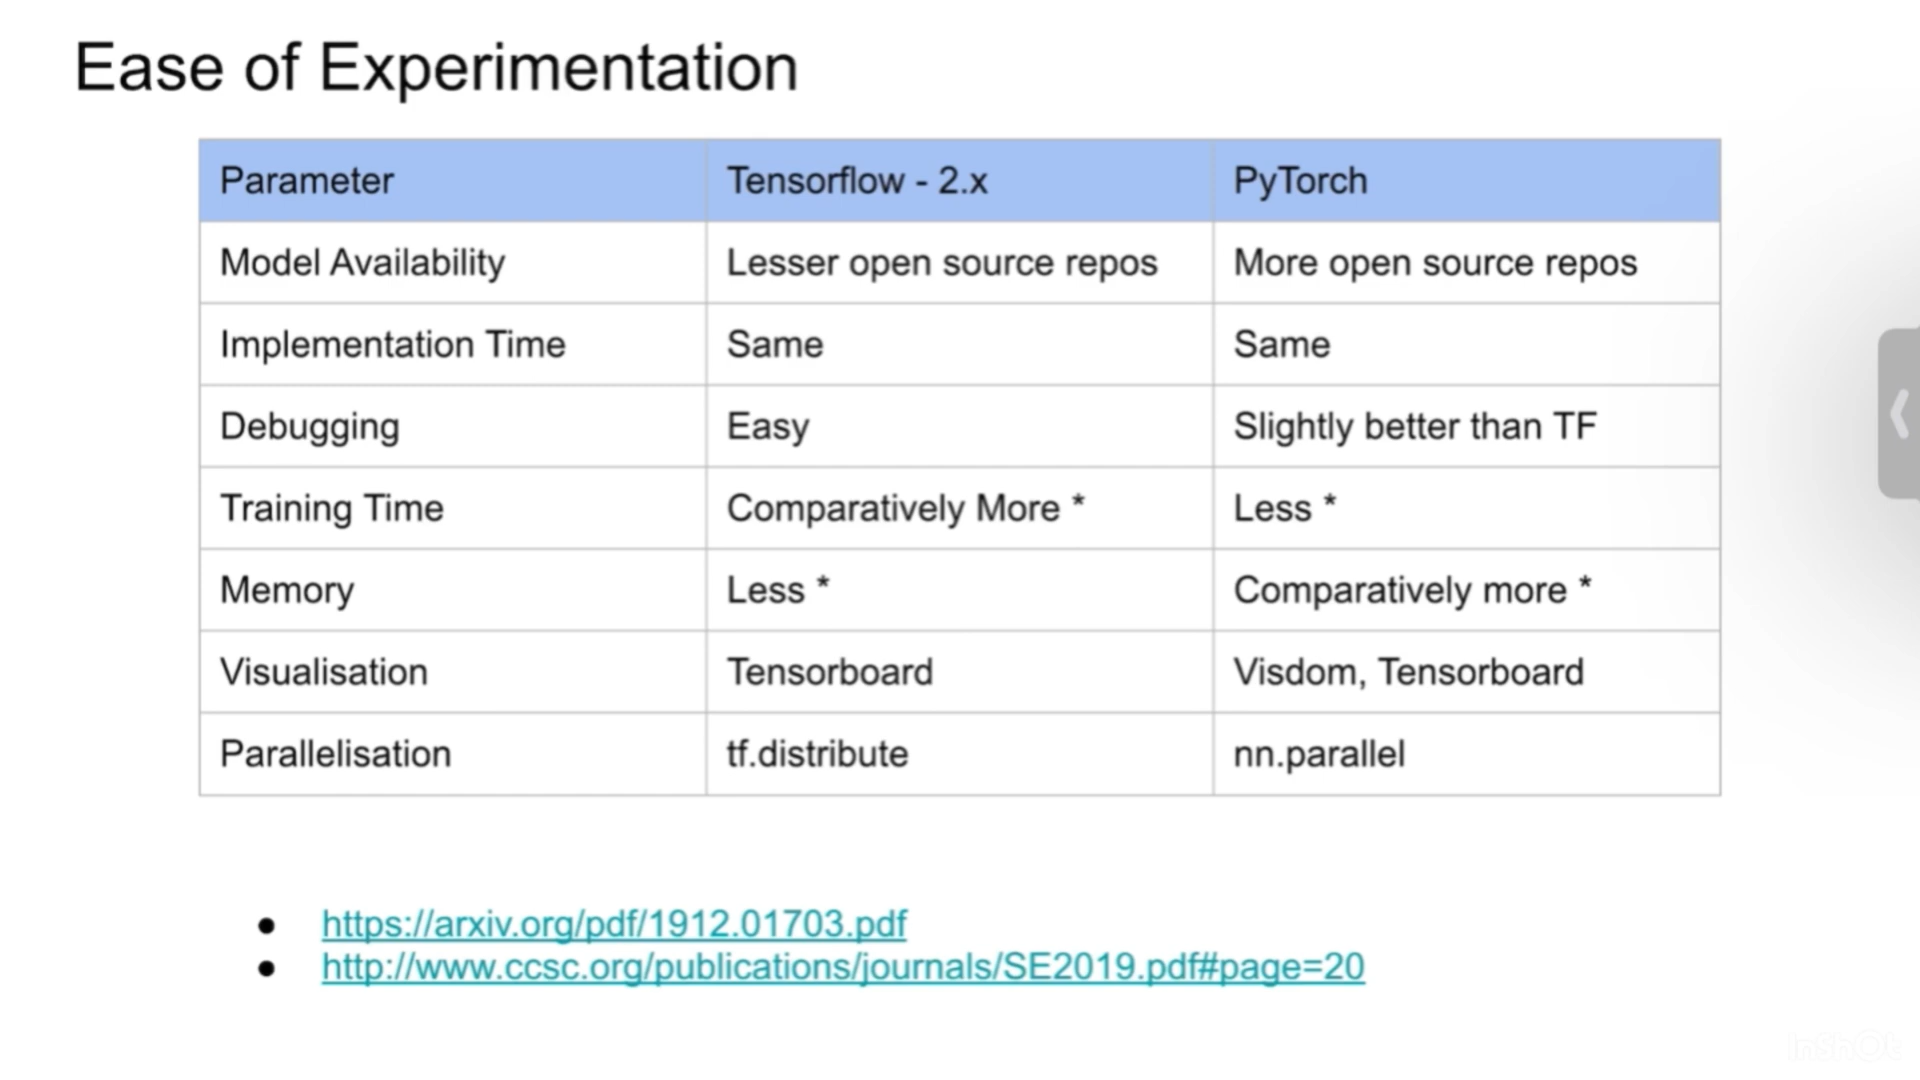 Ease of Experimentation
Parameter Tensorflow - 2.x PyTorch
Model Availability Lesser open source repos More open source repos
Implementation Time Same Same
Debugging Easy Slightly better than TF
Training Time Comparatively More * Less *
Memory Less * Comparatively more *
Visualisation Tensorboard Visdom, Tensorboard
Parallelisation tf.distribute nn.parallel
● https://arxiv.org/pdf/1912.01703.pdf
● http://www.ccsc.org/publications/journals/SE2019.pdf#page=20
InShOt